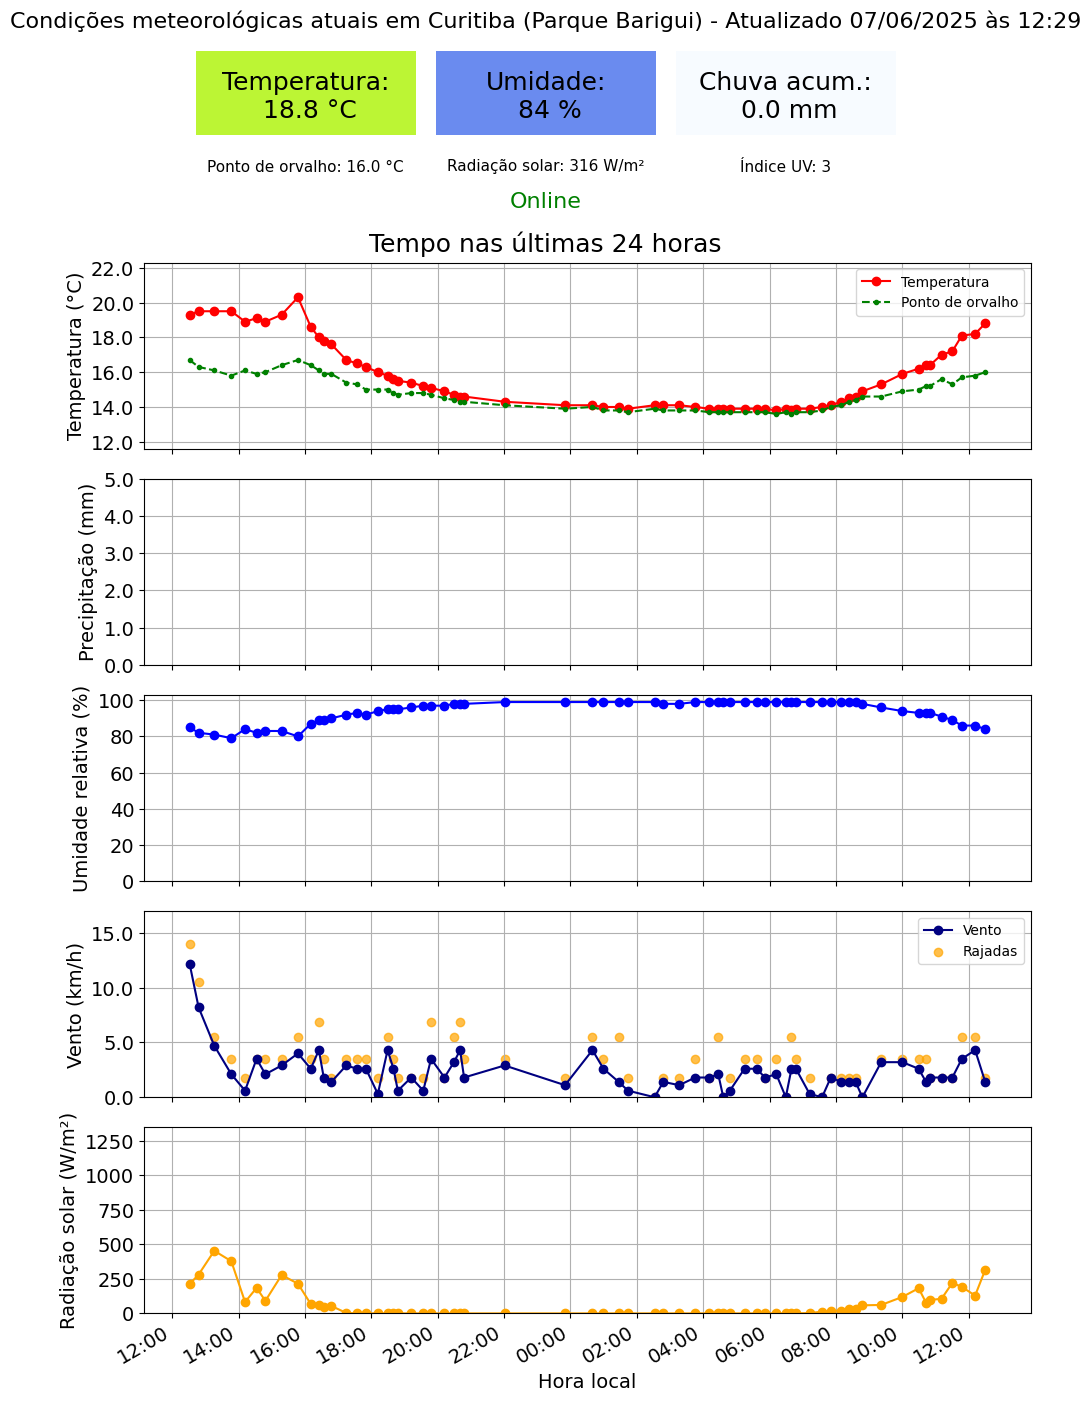 Condições meteorológicas atuais em Curitiba (Parque Barigui) - Atualizado 07/06/2025 às 12:29
Temperatura:
18.8 °C
Umidade:
84 %
Chuva acum.:
0.0 mm
Ponto de orvalho: 16.0 °C
Radiação solar: 316 W/m²
Índice UV: 3
Online
Tempo nas últimas 24 horas
Temperatura (°C)
22.0
20.0
18.0
16.0
14.0
12.0
Temperatura
Ponto de orvalho
Precipitação (mm)
5.0
4.0
3.0
2.0
1.0
0.0
Umidade relativa (%)
100
80
60
40
20
0
Vento (km/h)
15.0
10.0
5.0
0.0
Vento
Rajadas
Radiação solar (W/m²)
1250
1000
750
500
250
0
12:00
14:00
16:00
18:00
20:00
22:00
00:00
02:00
04:00
06:00
08:00
10:00
12:00
Hora local